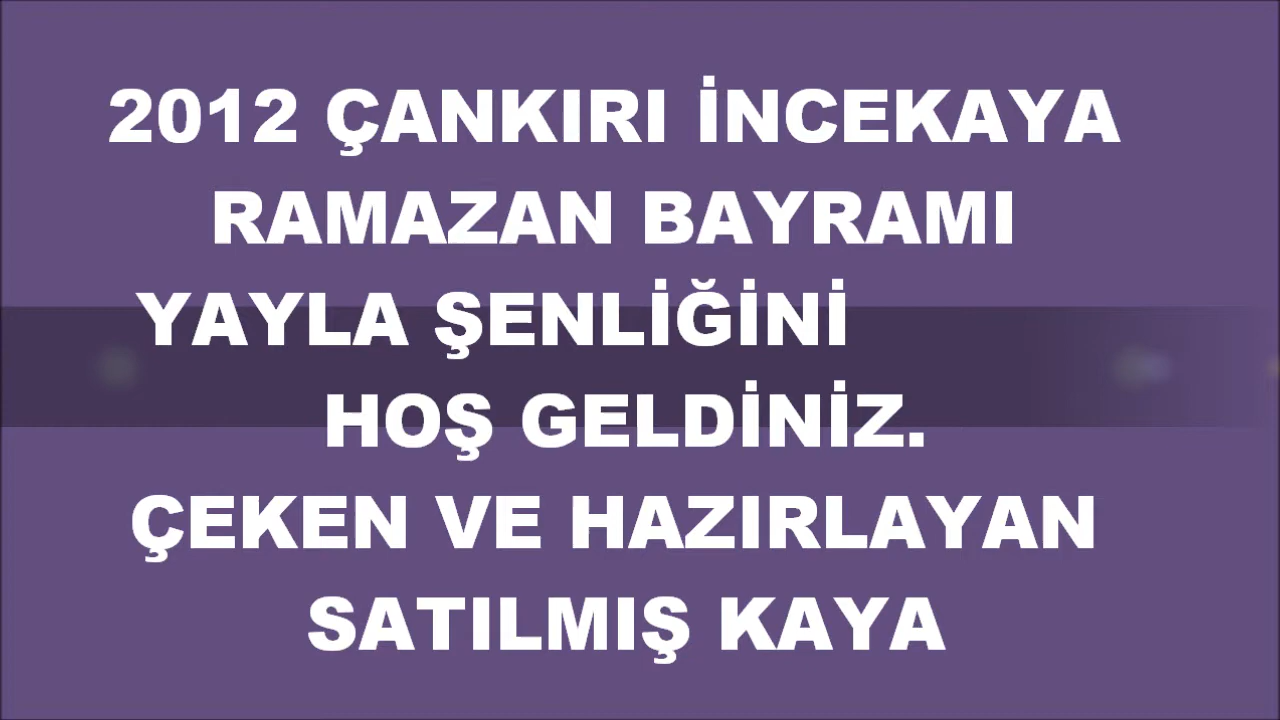 2012 ÇANKIRI İNCEKAYA
RAMAZAN BAYRAMI
YAYLA ŞENLİĞİNİ
HOŞ GELDİNİZ.
ÇEKEN VE HAZIRLAYAN
SATILMIŞ KAYA